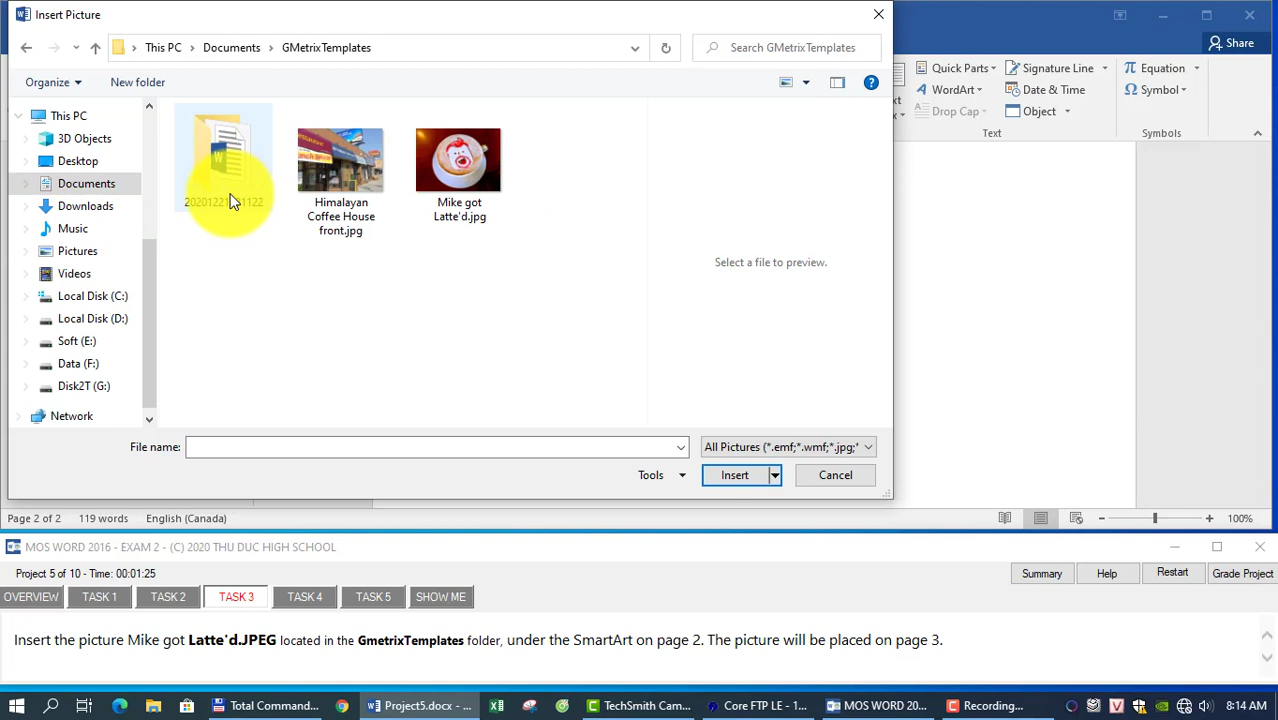 Insert Picture
This PC > Documents > GMetrixTemplates
Search GMetrixTemplates
Organize
New folder
This PC
3D Objects
Desktop
Documents
Downloads
Music
Pictures
Videos
Local Disk (C:)
Local Disk (D:)
Soft (E:)
Data (F:)
Disk2T (G:)
Network
Himalayan
Coffee House
front.jpg
Mike got
Latte'd.jpg
Select a file to preview.
File name:
All Pictures (*.emf;*.wmf;*.jpg;*
Tools
Insert
Cancel
Share
Quick Parts
Signature Line
Equation
WordArt
Date & Time
Symbol
Drop Cap
Object
Text
Symbols
Page 2 of 2
119 words
English (Canada)
100%
MOS WORD 2016 - EXAM 2 - (C) 2020 THU DUC HIGH SCHOOL
Project 5 of 10 - Time: 00:01:25
Summary
Help
Restart
Grade Project
OVERVIEW
TASK 1
TASK 2
TASK 3
TASK 4
TASK 5
SHOW ME
Insert the picture Mike got Latte'd.JPEG located in the GmetrixTemplates folder, under the SmartArt on page 2. The picture will be placed on page 3.
Total Command...
Project5.docx - ...
TechSmith Cam...
Core FTP LE - 1...
MOS WORD 20...
Recording...
8:14 AM